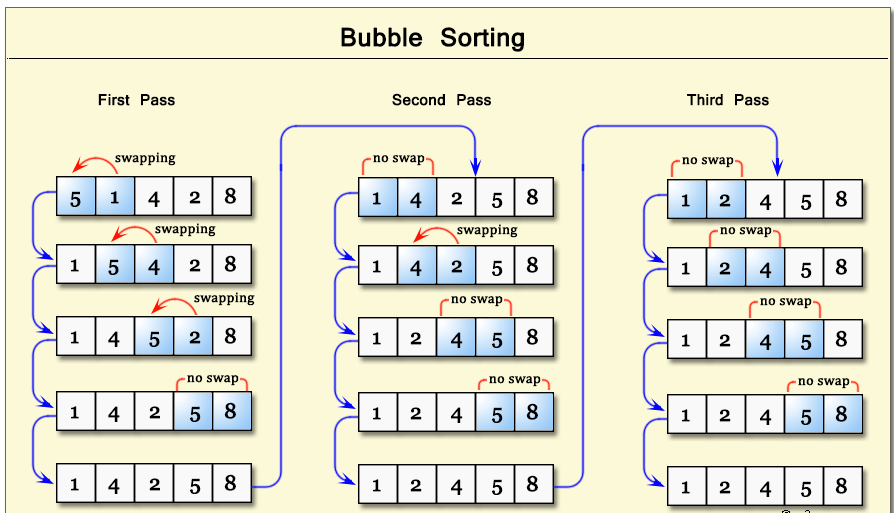 Bubble Sorting
First Pass
swapping
5 1 4 2 8
swapping
1 5 4 2 8
swapping
1 4 5 2 8
no swap
1 4 2 5 8
1 4 2 5 8
Second Pass
no swap
1 4 2 5 8
swapping
1 4 2 5 8
no swap
1 2 4 5 8
no swap
1 2 4 5 8
1 2 4 5 8
Third Pass
no swap
1 2 4 5 8
no swap
1 2 4 5 8
no swap
1 2 4 5 8
no swap
1 2 4 5 8
1 2 4 5 8